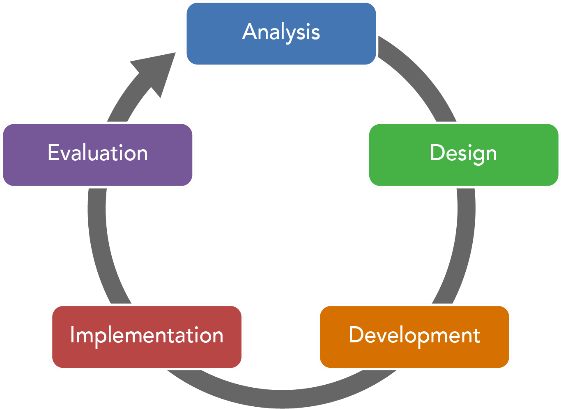 Analysis
Design
Development
Implementation
Evaluation